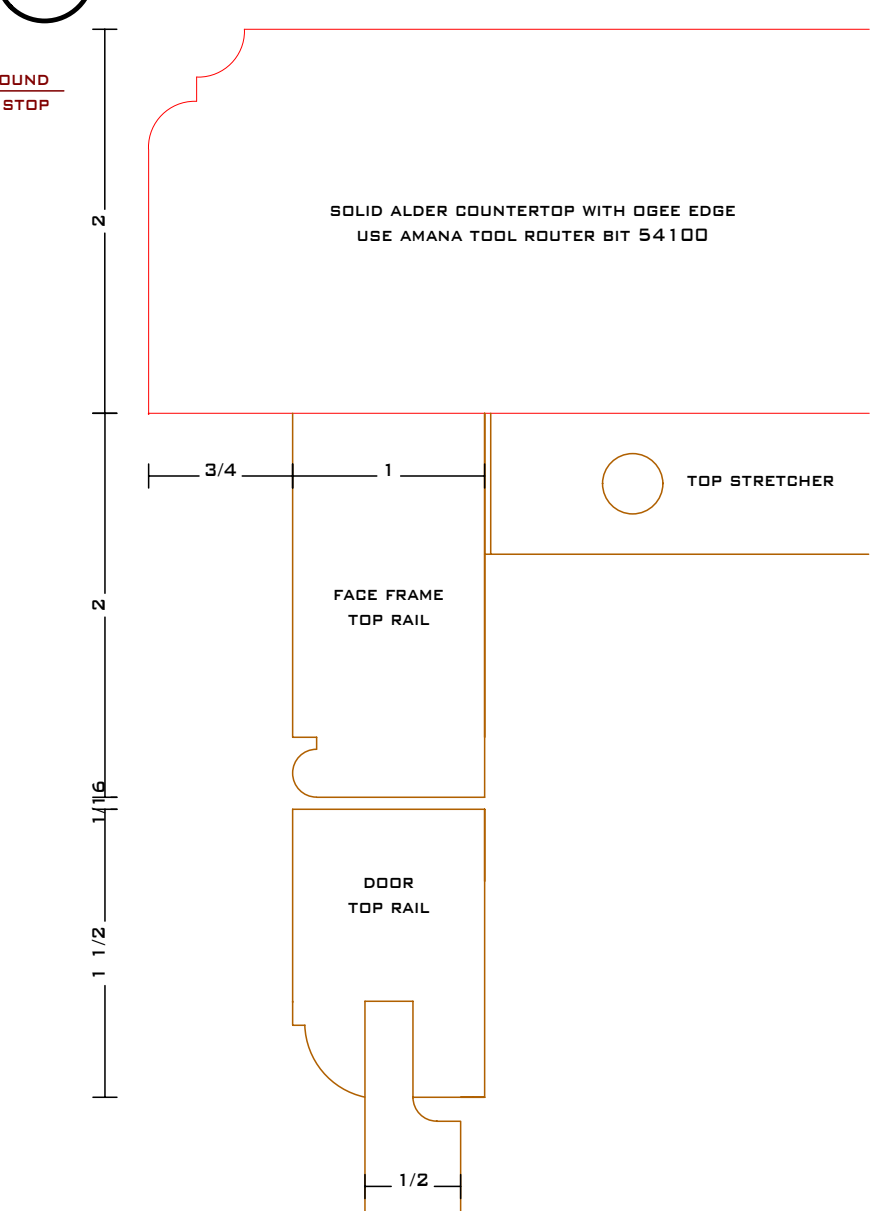 OUND
STOP
2
SOLID ALDER COUNTERTOP WITH OGEE EDGE
USE AMANA TOOL ROUTER BIT 54100
3/4
1
TOP STRETCHER
2
FACE FRAME
TOP RAIL
1/16
DOOR
TOP RAIL
1 1/2
1/2